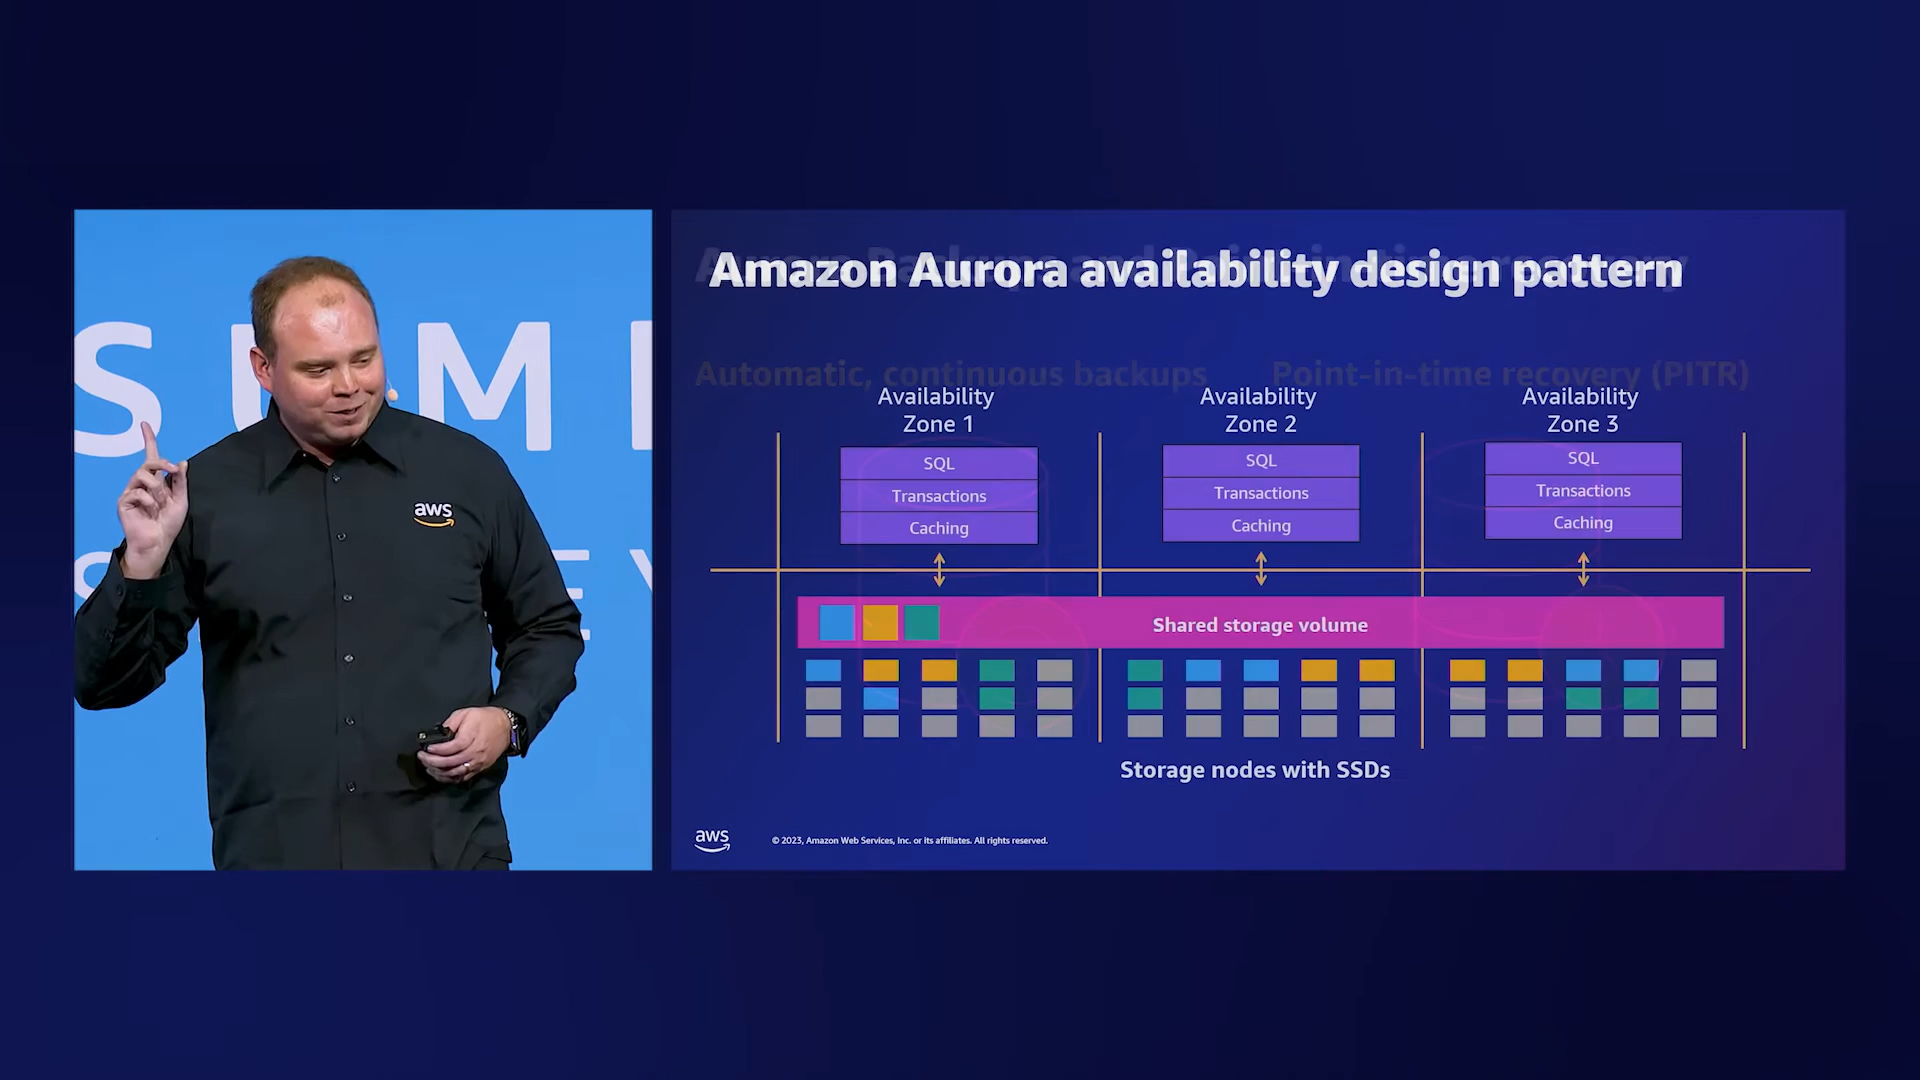 SUMMI
aws
Amazon Aurora availability design pattern
Automatic, continuous backups
Point-in-time recovery (PITR)
Availability
Zone 1
Availability
Zone 2
Availability
Zone 3
SQL
Transactions
Caching
SQL
Transactions
Caching
SQL
Transactions
Caching
Shared storage volume
Storage nodes with SSDs
aws
© 2023, Amazon Web Services, Inc. or its affiliates. All rights reserved.